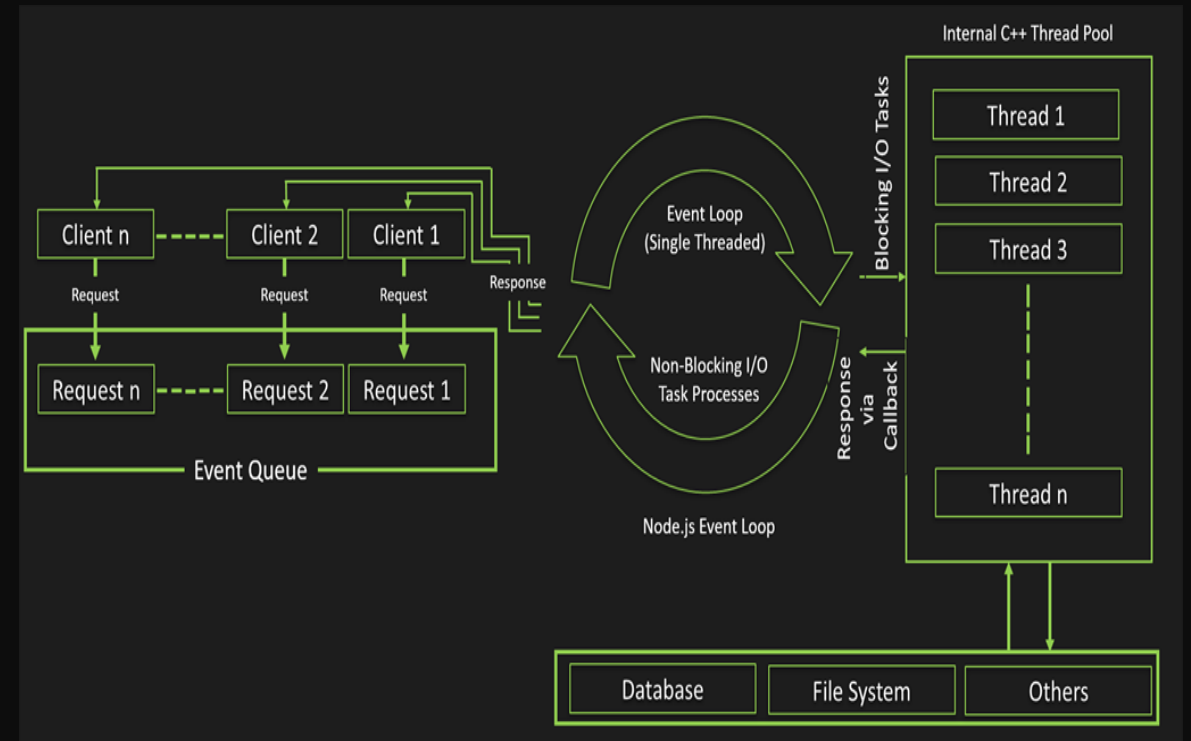 Internal C++ Thread Pool
Client n
Client 2
Client 1
Request
Request
Request
Response
Request n
Request 2
Request 1
Event Queue
Event Loop
(Single Threaded)
Non-Blocking I/O
Task Processes
Node.js Event Loop
Blocking I/O Tasks
Response
via
Callback
Thread 1
Thread 2
Thread 3
Thread n
Database
File System
Others